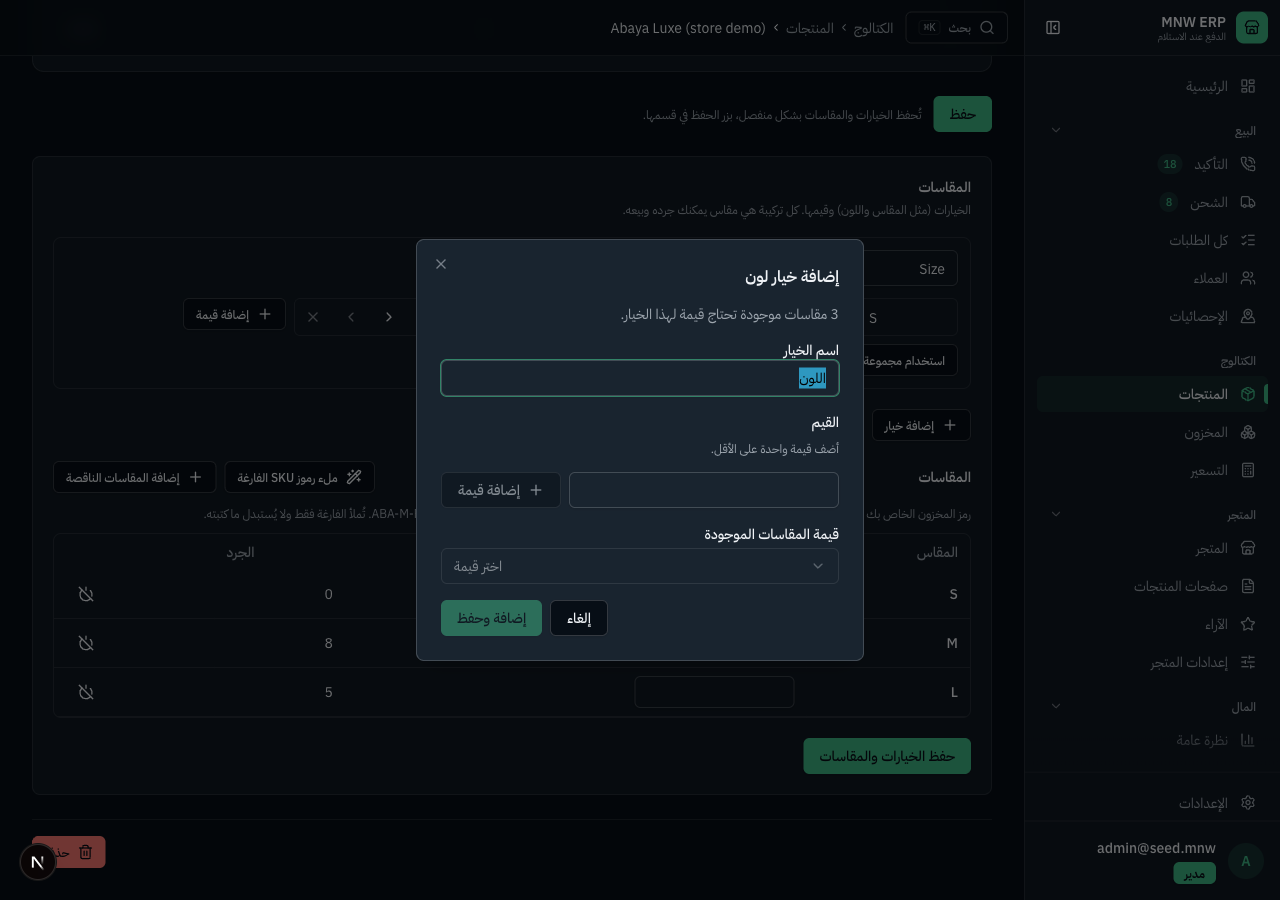 MNW ERP
الدفع عند الاستلام
بحث ⌘K
الكتالوج › المنتجات › Abaya Luxe (store demo)
الرئيسية
البيع
التأكيد 18
الشحن 8
كل الطلبات
العملاء
الإحصائيات
الكتالوج
المنتجات
المخزون
التسعير
المتجر
المتجر
صفحات المنتجات
الآراء
إعدادات المتجر
المال
نظرة عامة
الإعدادات
admin@seed.mnw
مدير
A
حفظ
تُحفظ الخيارات والمقاسات بشكل منفصل، بزر الحفظ في قسمها.
المقاسات
الخيارات (مثل المقاس واللون) وقيمها. كل تركيبة هي مقاس يمكنك جرده وبيعه.
Size
S
إضافة قيمة
استخدام مجموعة
إضافة خيار
المقاسات
ملء رموز SKU الفارغة
إضافة المقاسات الناقصة
رمز المخزون الخاص بك
تُملأ الفارغة فقط ولا يُستبدل ما كتبته.
المقاس
الجرد
S 0
M 8
L 5
حفظ الخيارات والمقاسات
إضافة خيار لون
3 مقاسات موجودة تحتاج قيمة لهذا الخيار.
اسم الخيار
اللون
القيم
أضف قيمة واحدة على الأقل.
إضافة قيمة
قيمة المقاسات الموجودة
اختر قيمة
إلغاء
إضافة وحفظ
N